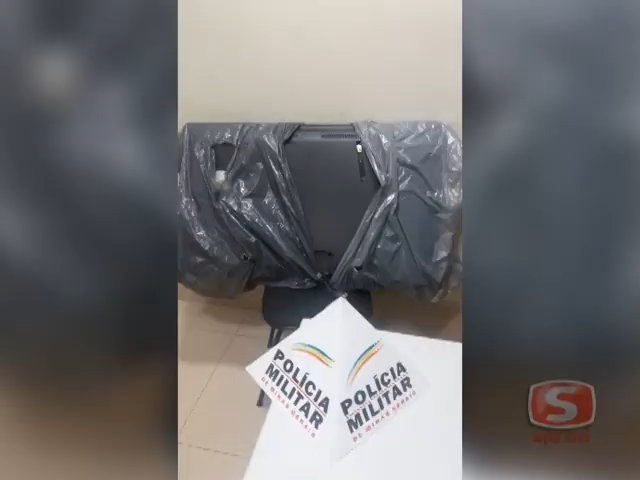 POLÍCIA
MILITAR
DE MINAS GERAIS
POLÍCIA
MILITAR
DE MINAS GERAIS
S